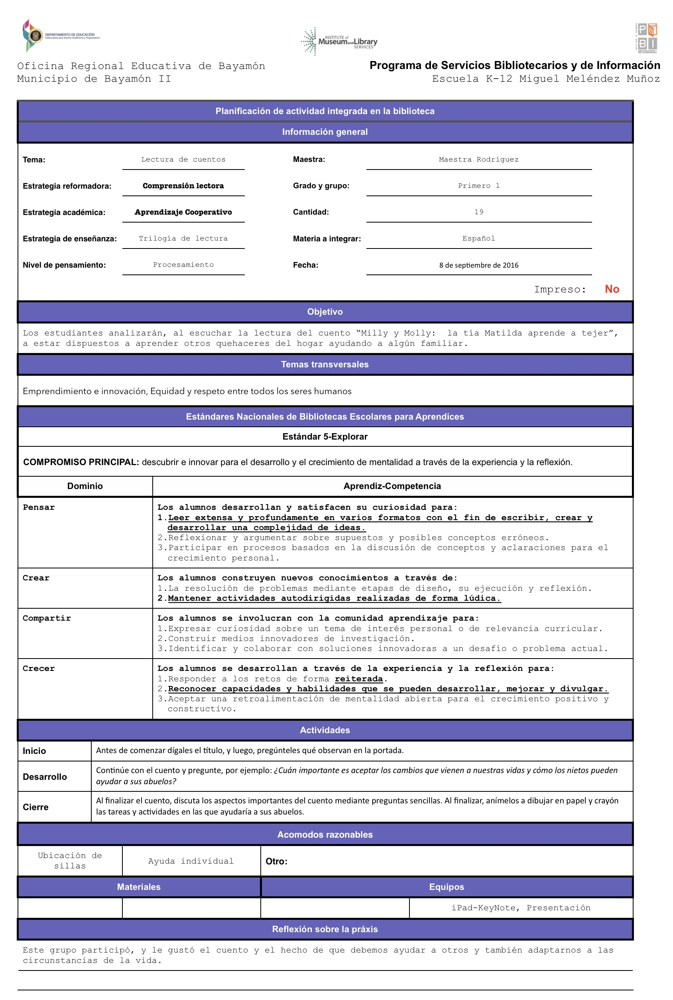 DEPARTAMENTO DE EDUCACIÓN
Subsecretaría para Asuntos Académicos y Programáticos
INSTITUTE of
Museum and Library
SERVICES
P
B I
BIBLIOTECARIOS Y
DE INFORMACIÓN
Oficina Regional Educativa de Bayamón
Municipio de Bayamón II
Programa de Servicios Bibliotecarios y de Información
Escuela K-12 Miguel Meléndez Muñoz
Planificación de actividad integrada en la biblioteca
Información general
Tema: Lectura de cuentos Maestra: Maestra Rodríguez
Estrategia reformadora: Comprensión lectora Grado y grupo: Primero 1
Estrategia académica: Aprendizaje Cooperativo Cantidad: 19
Estrategia de enseñanza: Trilogía de lectura Materia a integrar: Español
Nivel de pensamiento: Procesamiento Fecha: 8 de septiembre de 2016
Impreso: No
Objetivo
Los estudiantes analizarán, al escuchar la lectura del cuento “Milly y Molly: la tía Matilda aprende a tejer”,
a estar dispuestos a aprender otros quehaceres del hogar ayudando a algún familiar.
Temas transversales
Emprendimiento e innovación, Equidad y respeto entre todos los seres humanos
Estándares Nacionales de Bibliotecas Escolares para Aprendices
Estándar 5-Explorar
COMPROMISO PRINCIPAL: descubrir e innovar para el desarrollo y el crecimiento de mentalidad a través de la experiencia y la reflexión.
Dominio Aprendiz-Competencia
Pensar Los alumnos desarrollan y satisfacen su curiosidad para:
1.Leer extensa y profundamente en varios formatos con el fin de escribir, crear y
desarrollar una complejidad de ideas.
2.Reflexionar y argumentar sobre supuestos y posibles conceptos erróneos.
3.Participar en procesos basados en la discusión de conceptos y aclaraciones para el
crecimiento personal.
Crear Los alumnos construyen nuevos conocimientos a través de:
1.La resolución de problemas mediante etapas de diseño, su ejecución y reflexión.
2.Mantener actividades autodirigidas realizadas de forma lúdica.
Compartir Los alumnos se involucran con la comunidad aprendizaje para:
1.Expresar curiosidad sobre un tema de interés personal o de relevancia curricular.
2.Construir medios innovadores de investigación.
3.Identificar y colaborar con soluciones innovadoras a un desafío o problema actual.
Crecer Los alumnos se desarrollan a través de la experiencia y la reflexión para:
1.Responder a los retos de forma reiterada.
2.Reconocer capacidades y habilidades que se pueden desarrollar, mejorar y divulgar.
3.Aceptar una retroalimentación de mentalidad abierta para el crecimiento positivo y
constructivo.
Actividades
Inicio Antes de comenzar dígales el título, y luego, pregúnteles qué observan en la portada.
Desarrollo Continúe con el cuento y pregunte, por ejemplo: ¿Cuán importante es aceptar los cambios que vienen a nuestras vidas y cómo los nietos pueden
ayudar a sus abuelos?
Cierre Al finalizar el cuento, discuta los aspectos importantes del cuento mediante preguntas sencillas. Al finalizar, anímelos a dibujar en papel y crayón
las tareas y actividades en las que ayudaría a sus abuelos.
Acomodos razonables
Ubicación de
sillas
Ayuda individual
Otro:
Materiales Equipos
iPad-KeyNote, Presentación
Reflexión sobre la práxis
Este grupo participó, y le gustó el cuento y el hecho de que debemos ayudar a otros y también adaptarnos a las
circunstancias de la vida.